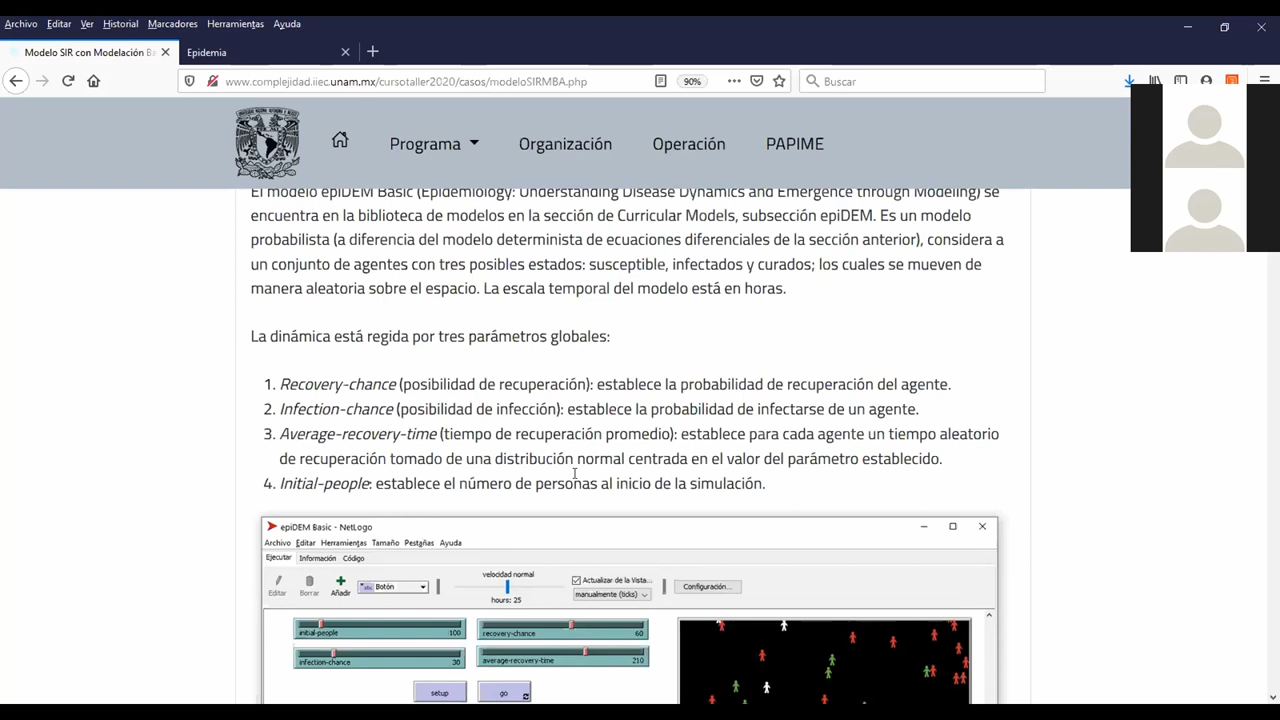 Archivo Editar Ver Historial Marcadores Herramientas Ayuda
Modelo SIR con Modelación Ba
Epidemia
www.complejidad.iiec.unam.mx/cursotaller2020/casos/modeloSIRMBA.php
90%
Buscar
Programa Organización Operación PAPIME
El modelo epiDEM Basic (Epidemiology: Understanding Disease Dynamics and Emergence through Modeling) se
encuentra en la biblioteca de modelos en la sección de Curricular Models, subsección epiDEM. Es un modelo
probabilista (a diferencia del modelo determinista de ecuaciones diferenciales de la sección anterior), considera a
un conjunto de agentes con tres posibles estados: susceptible, infectados y curados; los cuales se mueven de
manera aleatoria sobre el espacio. La escala temporal del modelo está en horas.
La dinámica está regida por tres parámetros globales:
1. Recovery-chance (posibilidad de recuperación): establece la probabilidad de recuperación del agente.
2. Infection-chance (posibilidad de infección): establece la probabilidad de infectarse de un agente.
3. Average-recovery-time (tiempo de recuperación promedio): establece para cada agente un tiempo aleatorio
de recuperación tomado de una distribución normal centrada en el valor del parámetro establecido.
4. Initial-people: establece el número de personas al inicio de la simulación.
epiDEM Basic - NetLogo
Archivo Editar Herramientas Tamaño Pestañas Ayuda
Ejecutar Información Código
Editar Borrar Añadir
abc Botón
velocidad normal
hours: 25
Actualizar de la Vista...
manualmente (ticks)
Configuración...
initial-people 100
recovery-chance 60
infection-chance 30
average-recovery-time 210
setup
go